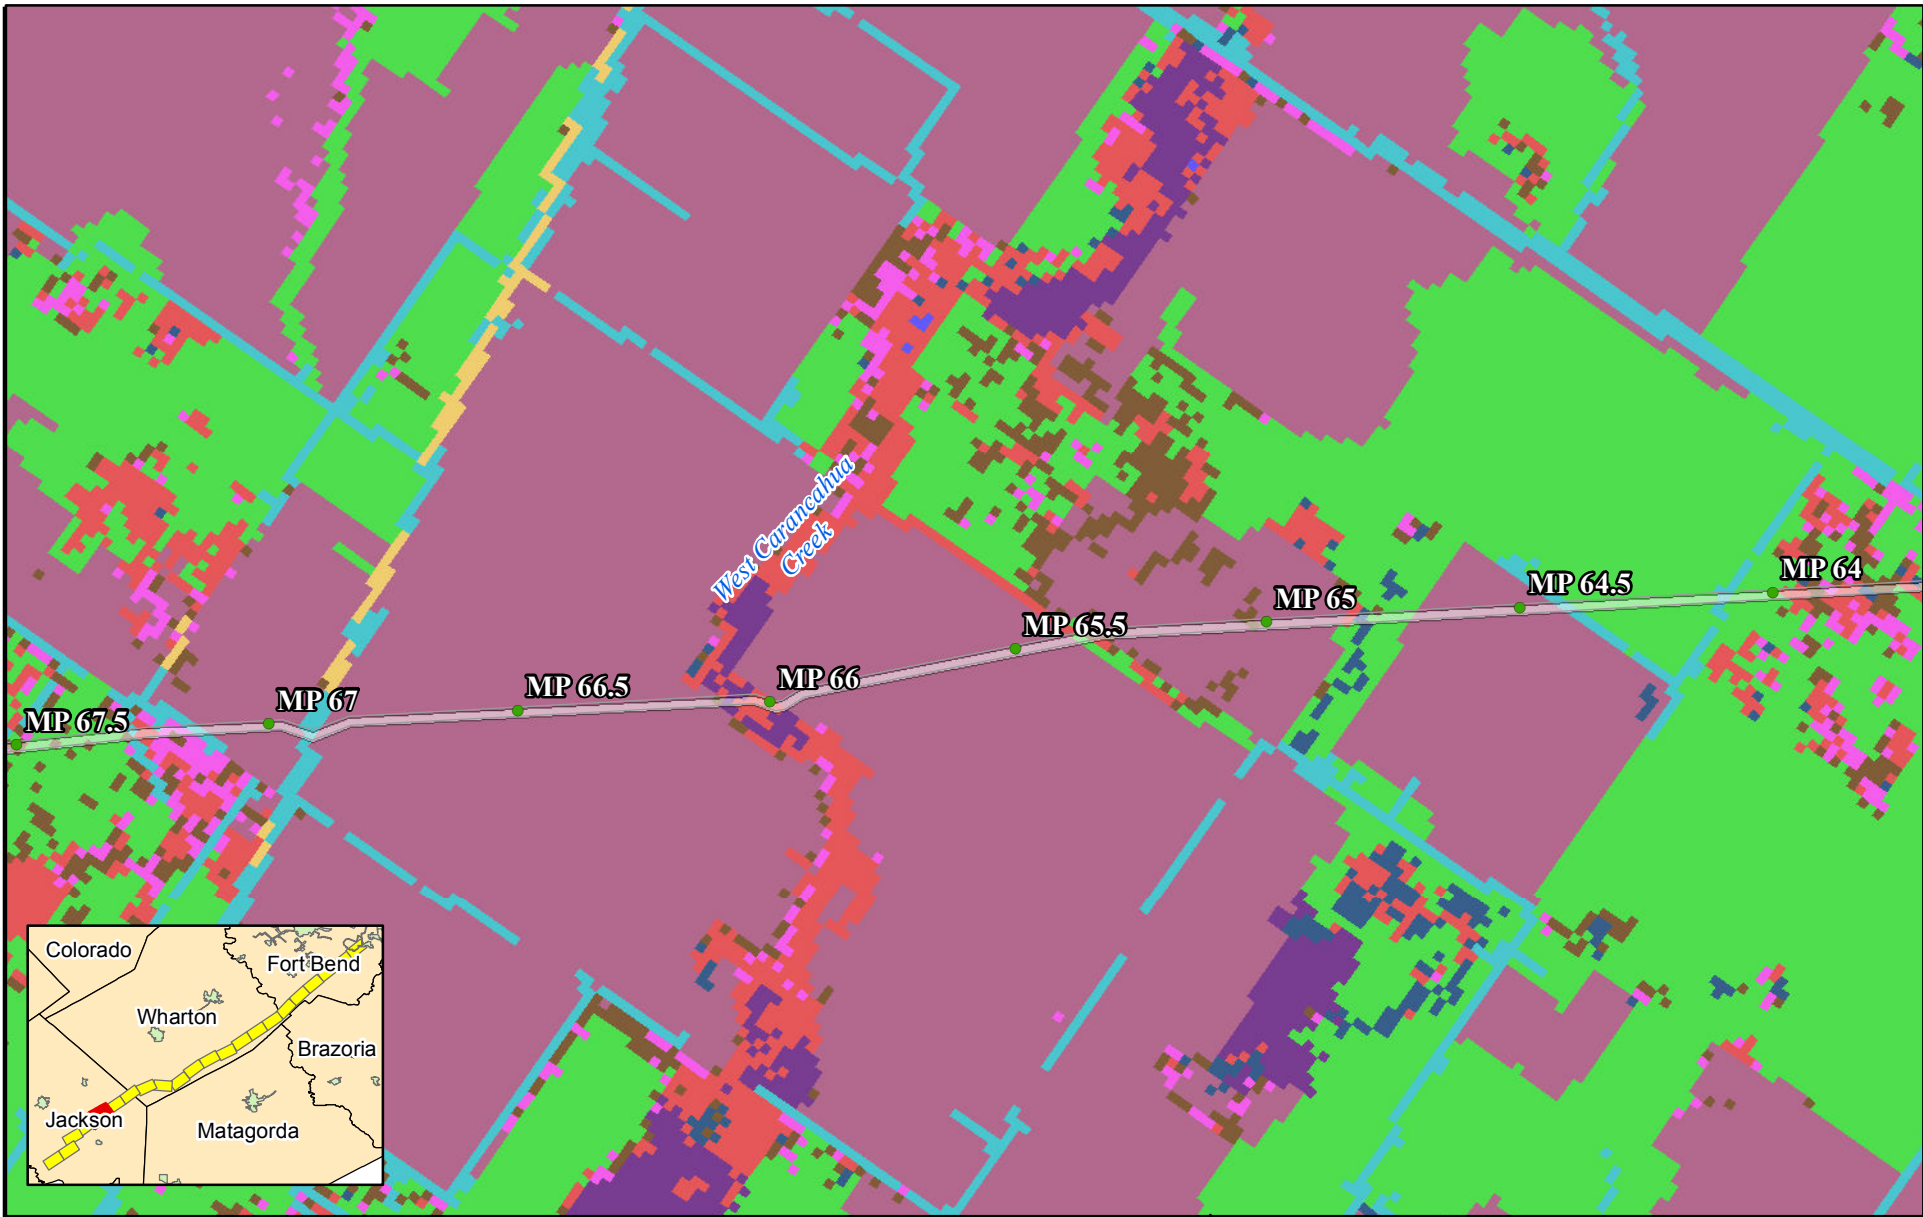 West Carancahua
Creek
MP 64
MP 64.5
MP 65
MP 65.5
MP 66
MP 66.5
MP 67
MP 67.5
Colorado
Fort Bend
Wharton
Brazoria
Jackson
Matagorda